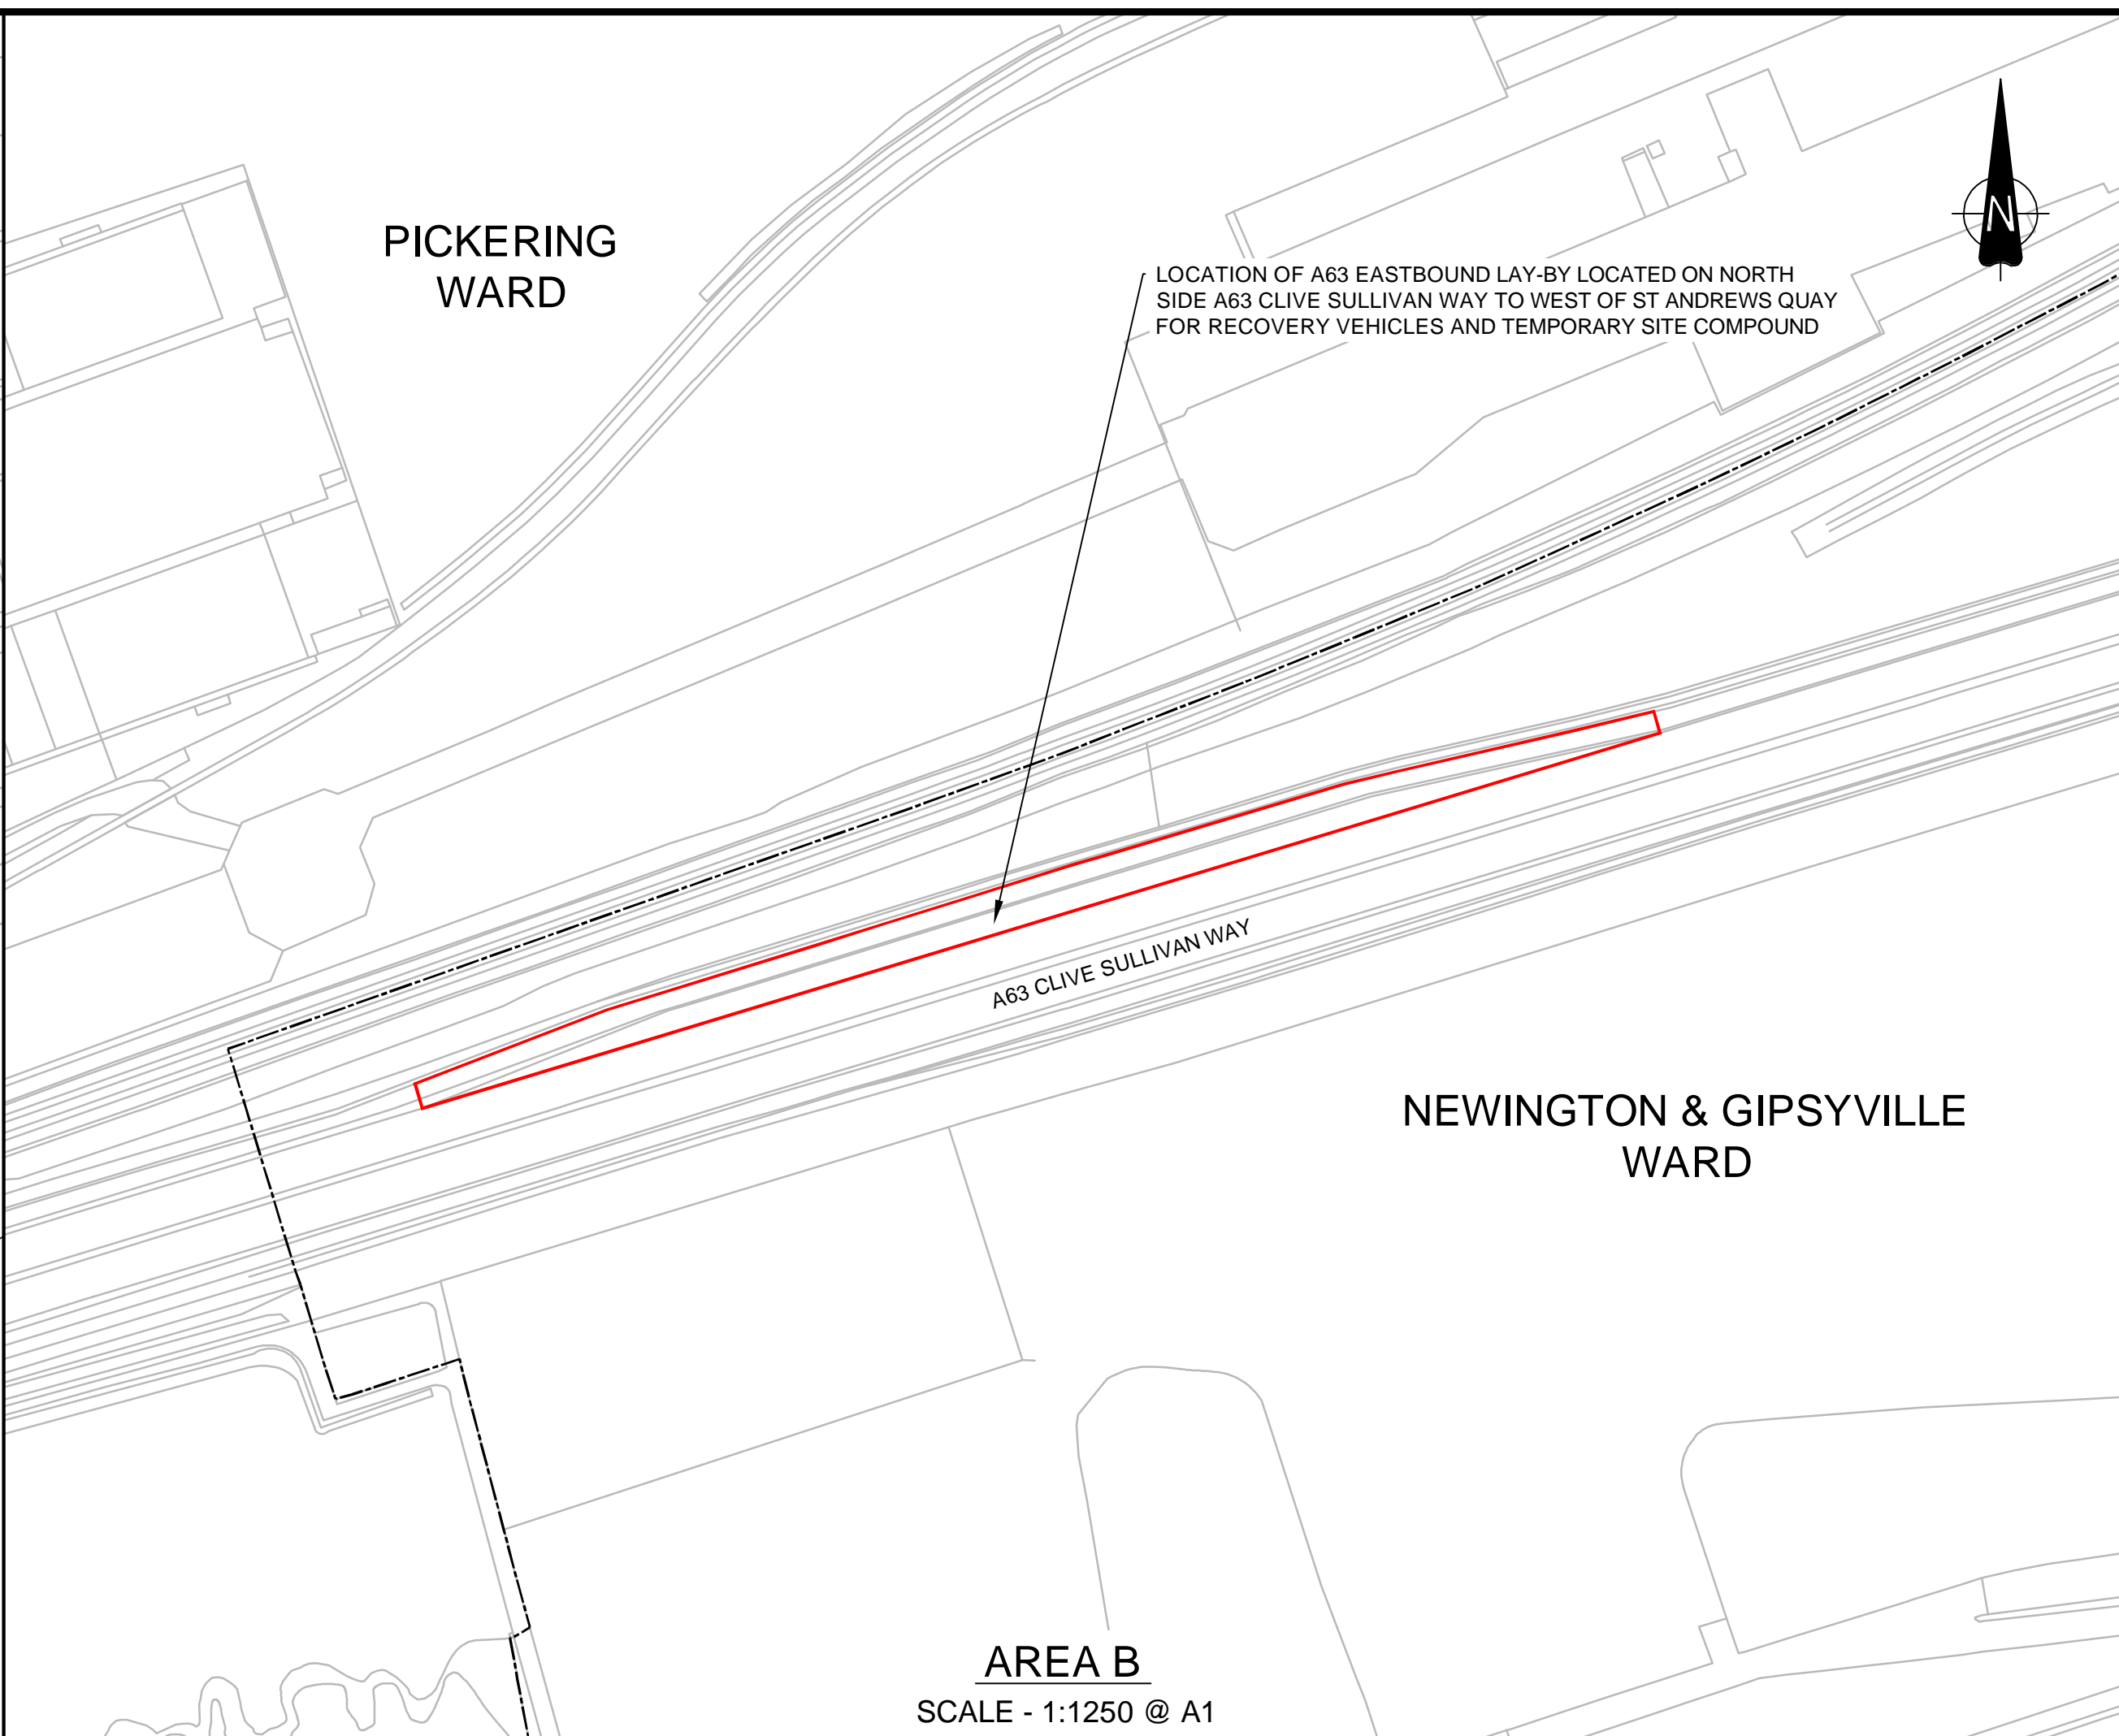 PICKERING
WARD
N
LOCATION OF A63 EASTBOUND LAY-BY LOCATED ON NORTH
SIDE A63 CLIVE SULLIVAN WAY TO WEST OF ST ANDREWS QUAY
FOR RECOVERY VEHICLES AND TEMPORARY SITE COMPOUND
A63 CLIVE SULLIVAN WAY
NEWINGTON & GIPSYVILLE
WARD
AREA B
SCALE - 1:1250 @ A1